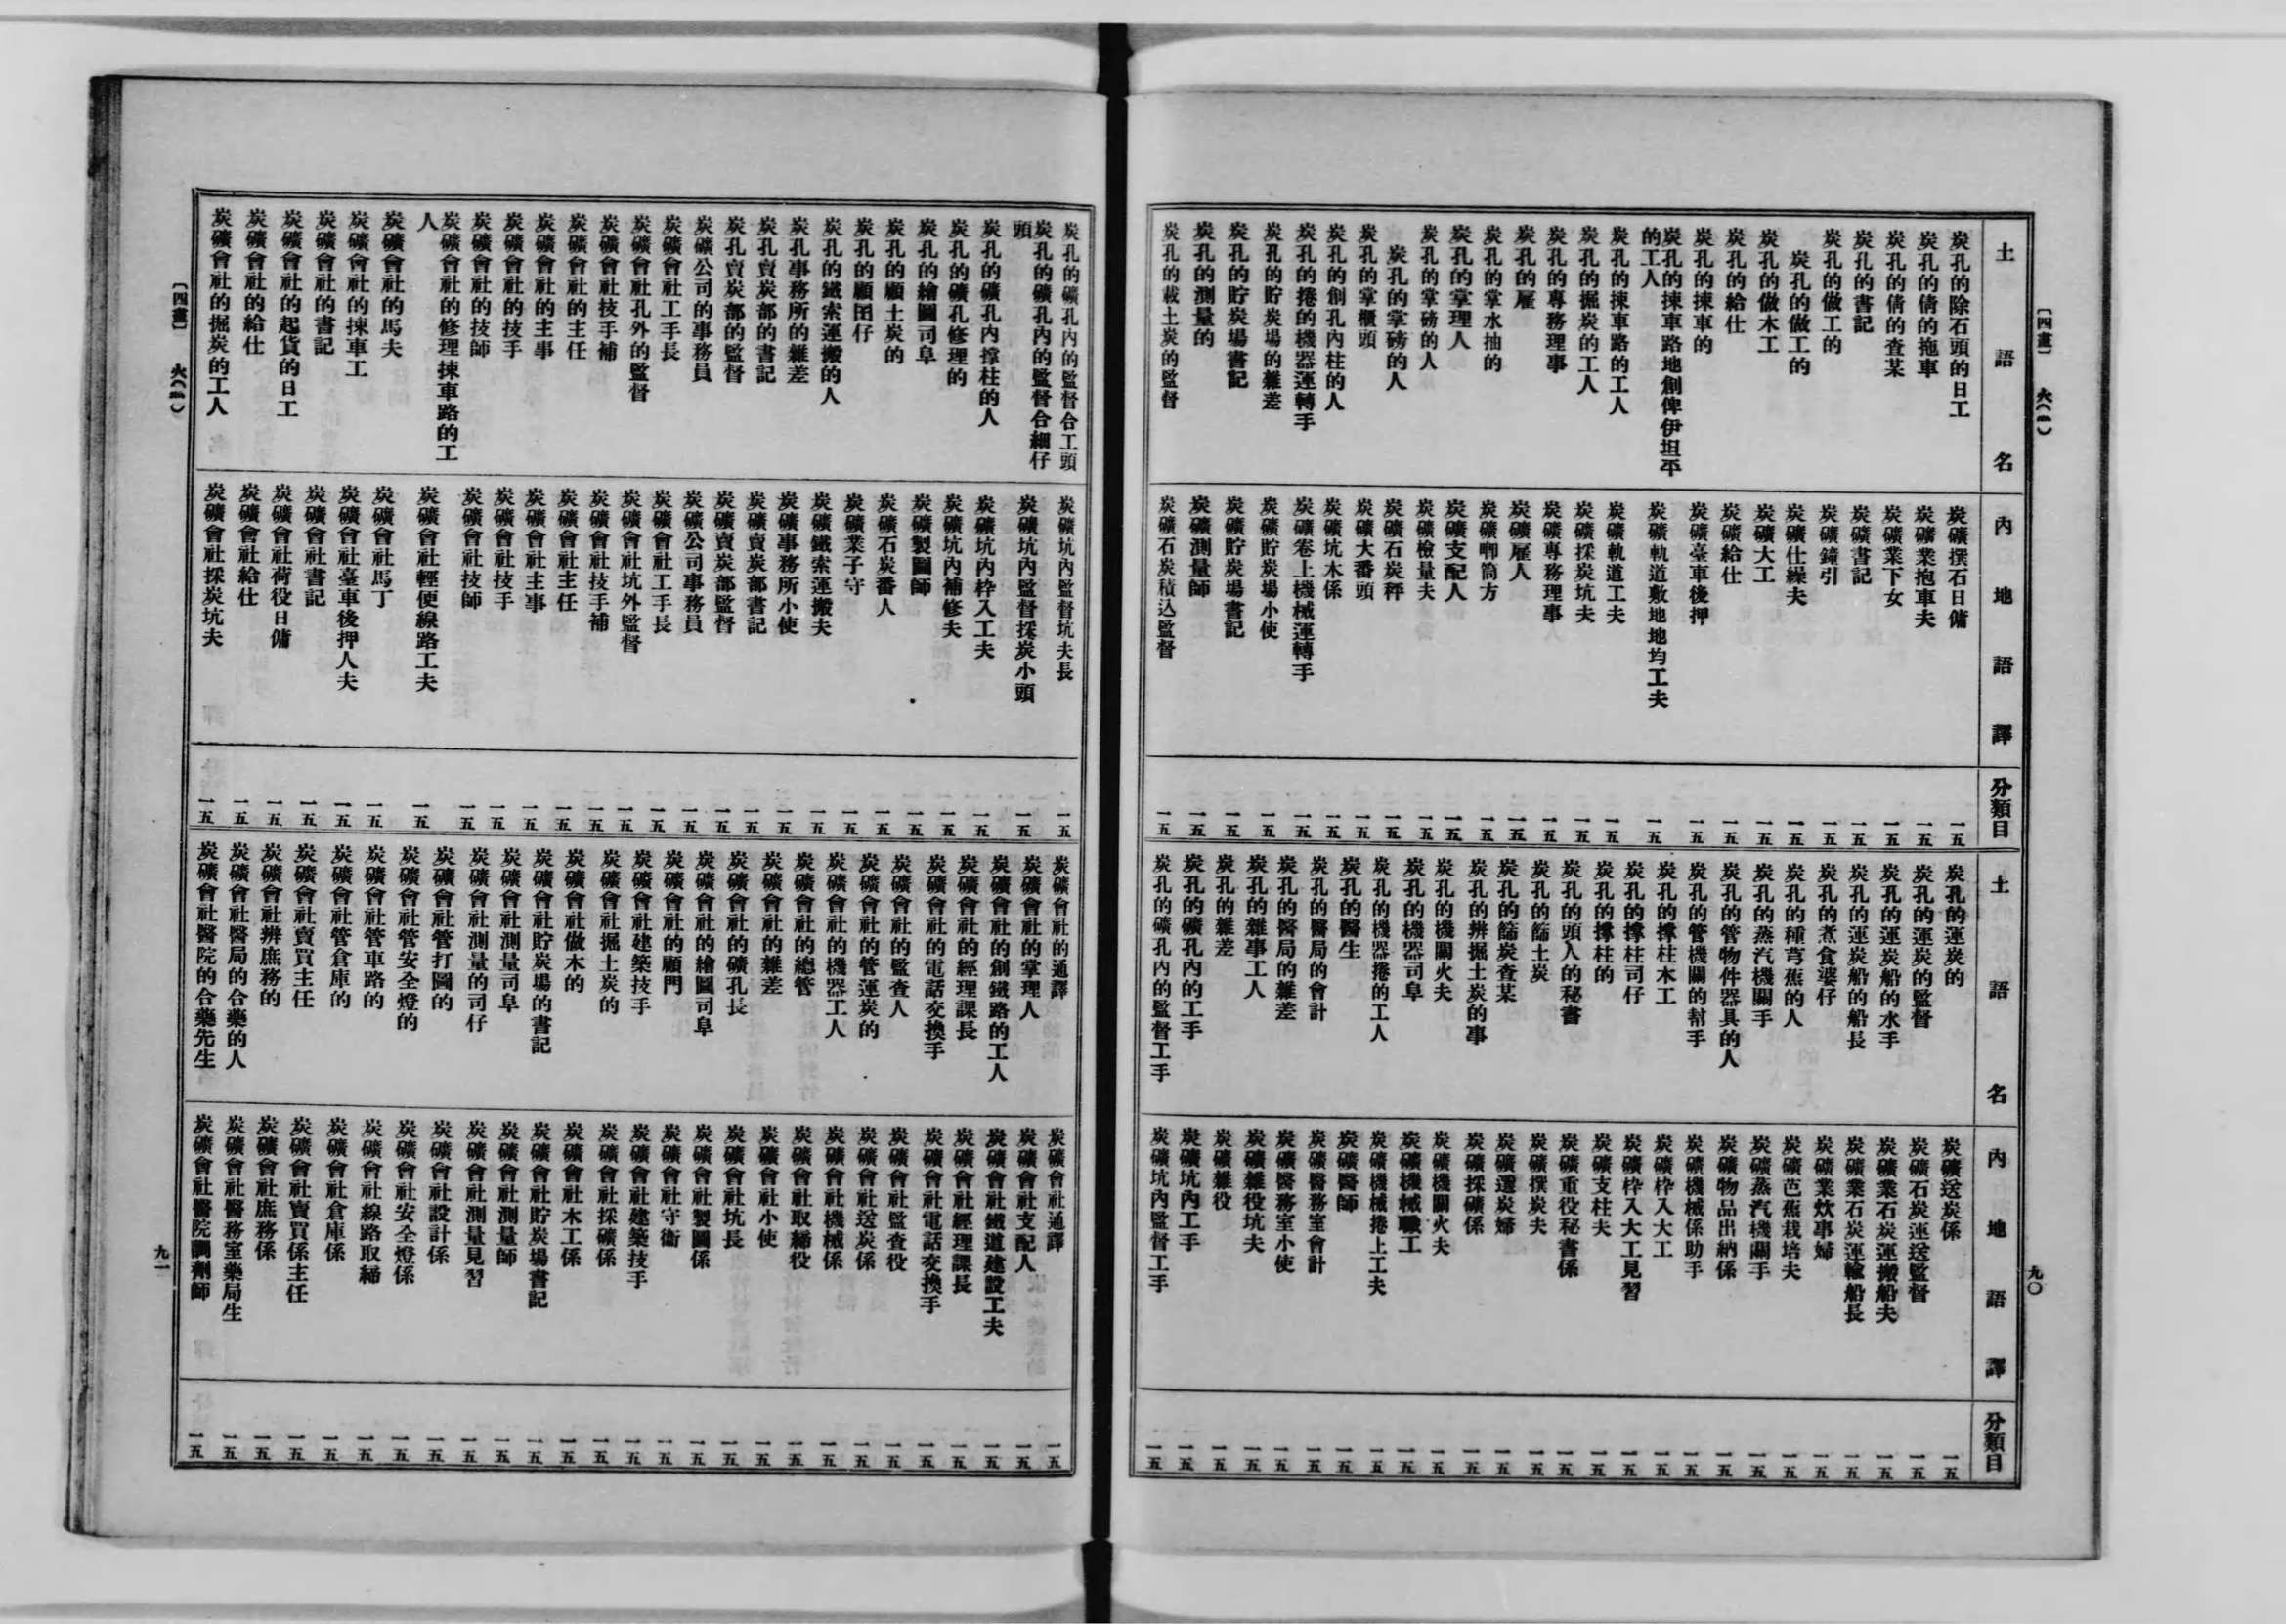 〔四畫〕 火(一)
九〇
土語名
內地語譯
分類目
炭孔的除石頭的日工
炭礦撰石日傭
一五
炭孔的倩的拖車
炭礦業抱車夫
一五
炭孔的倩的查某
炭礦業下女
一五
炭孔的書記
炭礦書記
一五
炭孔的做工的
炭礦鐘引
一五
炭孔的做工的
炭礦仕繰夫
一五
炭孔的做木工
炭礦大工
一五
炭孔的給仕
炭礦給仕
一五
炭孔的揀車的
炭礦臺車後押
一五
炭孔的揀車路地創俾伊坦平
的工人
炭礦軌道敷地地均工夫
一五
炭孔的揀車路的工人
炭礦軌道工夫
一五
炭孔的掘炭的工人
炭礦採炭坑夫
一五
炭孔的專務理事
炭礦專務理事
一五
炭孔的雇
炭礦雇人
一五
炭孔的掌水抽的
炭礦喞筒方
一五
炭孔的掌理人
炭礦支配人
一五
炭孔的掌磅的人
炭礦檢量夫
一五
炭孔的掌磅的人
炭礦石炭秤
一五
炭孔的掌櫃頭
炭礦大番頭
一五
炭孔的創孔內柱的人
炭礦坑木係
一五
炭孔的捲的機器運轉手
炭礦卷上機械運轉手
一五
炭孔的貯炭場的雜差
炭礦貯炭場小使
一五
炭孔的貯炭場書記
炭礦貯炭場書記
一五
炭孔的測量的
炭礦測量師
一五
炭孔的載土炭的監督
炭礦石炭積込監督
一五
土語名
內地語譯
分類目
炭孔的運炭的
炭礦送炭係
一五
炭孔的運炭的監督
炭礦石炭運送監督
一五
炭孔的運炭船的水手
炭礦業石炭運搬船夫
一五
炭孔的運炭船的船長
炭礦業石炭運輸船長
一五
炭孔的煮食婆仔
炭礦業炊事婦
一五
炭孔的種芎蕉的人
炭礦芭蕉栽培夫
一五
炭孔的蒸汽機關手
炭礦蒸汽機關手
一五
炭孔的管物件器具的人
炭礦物品出納係
一五
炭孔的管機關的幇手
炭礦機械係助手
一五
炭孔的撐柱木工
炭礦枠入大工
一五
炭孔的撐柱司仔
炭礦枠入大工見習
一五
炭孔的撐柱的
炭礦支柱夫
一五
炭孔的頭人的秘書
炭礦重役秘書係
一五
炭孔的篩土炭
炭礦撰炭夫
一五
炭孔的篩炭查某
炭礦選炭婦
一五
炭孔的辨掘土炭的事
炭礦採礦係
一五
炭孔的機關火夫
炭礦機關火夫
一五
炭孔的機器司阜
炭礦機械職工
一五
炭孔的機器捲的工人
炭礦機械捲上工夫
一五
炭孔的醫生
炭礦醫師
一五
炭孔的醫局的會計
炭礦醫務室會計
一五
炭孔的醫局的雜差
炭礦醫務室小使
一五
炭孔的雜事工人
炭礦雜役坑夫
一五
炭孔的雜差
炭礦雜役
一五
炭孔的礦孔內的工手
炭礦坑內工手
一五
炭孔的礦孔內的監督工手
炭礦坑內監督工手
一五
炭孔的礦孔內的監督合工頭
炭礦坑內監督坑夫長
一五
炭孔的礦孔內的監督合細仔
頭
炭礦坑內監督採炭小頭
一五
炭孔的礦孔內撐柱的人
炭礦坑內枠入工夫
一五
炭孔的礦孔修理的
炭礦坑內補修夫
一五
炭孔的繪圖司阜
炭礦製圖師
一五
炭孔的顧土炭的
炭礦石炭番人
一五
炭孔的顧囝仔
炭礦業子守
一五
炭孔的鐵索運搬的人
炭礦鐵索運搬夫
一五
炭孔事務所的雜差
炭礦事務所小使
一五
炭孔賣炭部的書記
炭礦賣炭部書記
一五
炭孔賣炭部的監督
炭礦賣炭部監督
一五
炭礦公司的事務員
炭礦公司事務員
一五
炭礦會社工手長
炭礦會社工手長
一五
炭礦會社孔外的監督
炭礦會社坑外監督
一五
炭礦會社技手補
炭礦會社技手補
一五
炭礦會社的主任
炭礦會社主任
一五
炭礦會社的主事
炭礦會社主事
一五
炭礦會社的技手
炭礦會社技手
一五
炭礦會社的技師
炭礦會社技師
一五
炭礦會社的修理揀車路的工
人
炭礦會社輕便線路工夫
一五
炭礦會社的馬夫
炭礦會社馬丁
一五
炭礦會社的揀車工
炭礦會社臺車後押人夫
一五
炭礦會社的書記
炭礦會社書記
一五
炭礦會社的起貨的日工
炭礦會社荷役日傭
一五
炭礦會社的給仕
炭礦會社給仕
一五
炭礦會社的掘炭的工人
炭礦會社採炭坑夫
一五
炭礦會社的通譯
炭礦會社通譯
一五
炭礦會社的掌理人
炭礦會社支配人
一五
炭礦會社的創鐵路的工人
炭礦會社鐵道建設工夫
一五
炭礦會社的經理課長
炭礦會社經理課長
一五
炭礦會社的電話交換手
炭礦會社電話交換手
一五
炭礦會社的監查人
炭礦會社監查役
一五
炭礦會社的管運炭的
炭礦會社送炭係
一五
炭礦會社的機器工人
炭礦會社機械係
一五
炭礦會社的總管
炭礦會社取締役
一五
炭礦會社的雜差
炭礦會社小使
一五
炭礦會社的礦孔長
炭礦會社坑長
一五
炭礦會社的繪圖司阜
炭礦會社製圖係
一五
炭礦會社的顧門
炭礦會社守衞
一五
炭礦會社建築技手
炭礦會社建築技手
一五
炭礦會社掘土炭的
炭礦會社採礦係
一五
炭礦會社做木的
炭礦會社木工係
一五
炭礦會社貯炭場的書記
炭礦會社貯炭場書記
一五
炭礦會社測量司阜
炭礦會社測量師
一五
炭礦會社測量的司仔
炭礦會社測量見習
一五
炭礦會社管打圖的
炭礦會社設計係
一五
炭礦會社管安全燈的
炭礦會社安全燈係
一五
炭礦會社管車路的
炭礦會社線路取締
一五
炭礦會社管倉庫的
炭礦會社倉庫係
一五
炭礦會社賣買主任
炭礦會社賣買係主任
一五
炭礦會社辨庶務的
炭礦會社庶務係
一五
炭礦會社醫局的合藥的人
炭礦會社醫務室藥局生
一五
炭礦會社醫院的合藥先生
炭礦會社醫院調劑師
一五
〔四畫〕 火(一)
九一